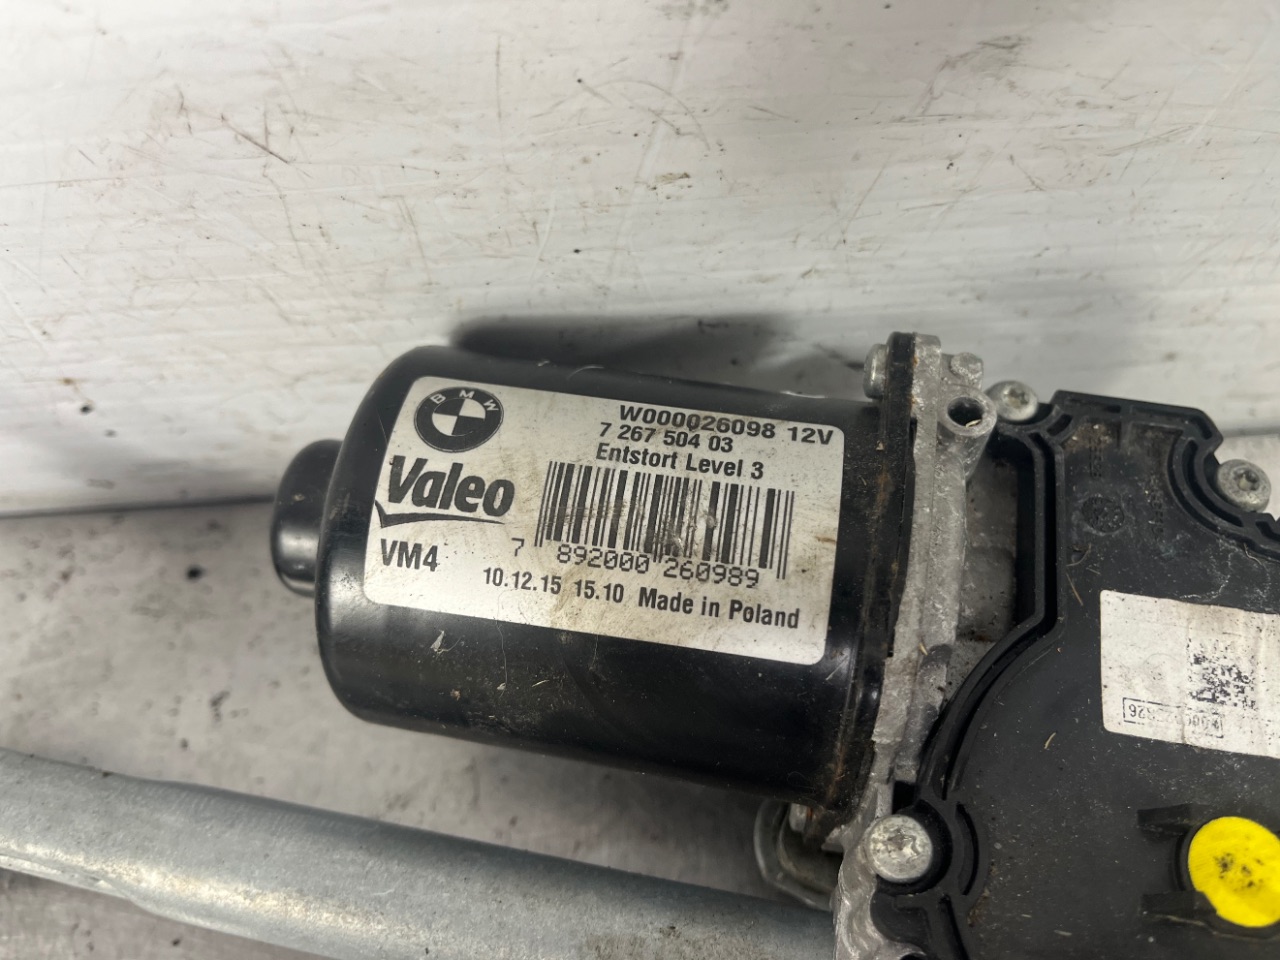 BMW
W000026098 12V
7 267 504 03
Entstort Level 3
Valeo
7 892000 260989
VM4
10.12.15 15.10 Made in Poland